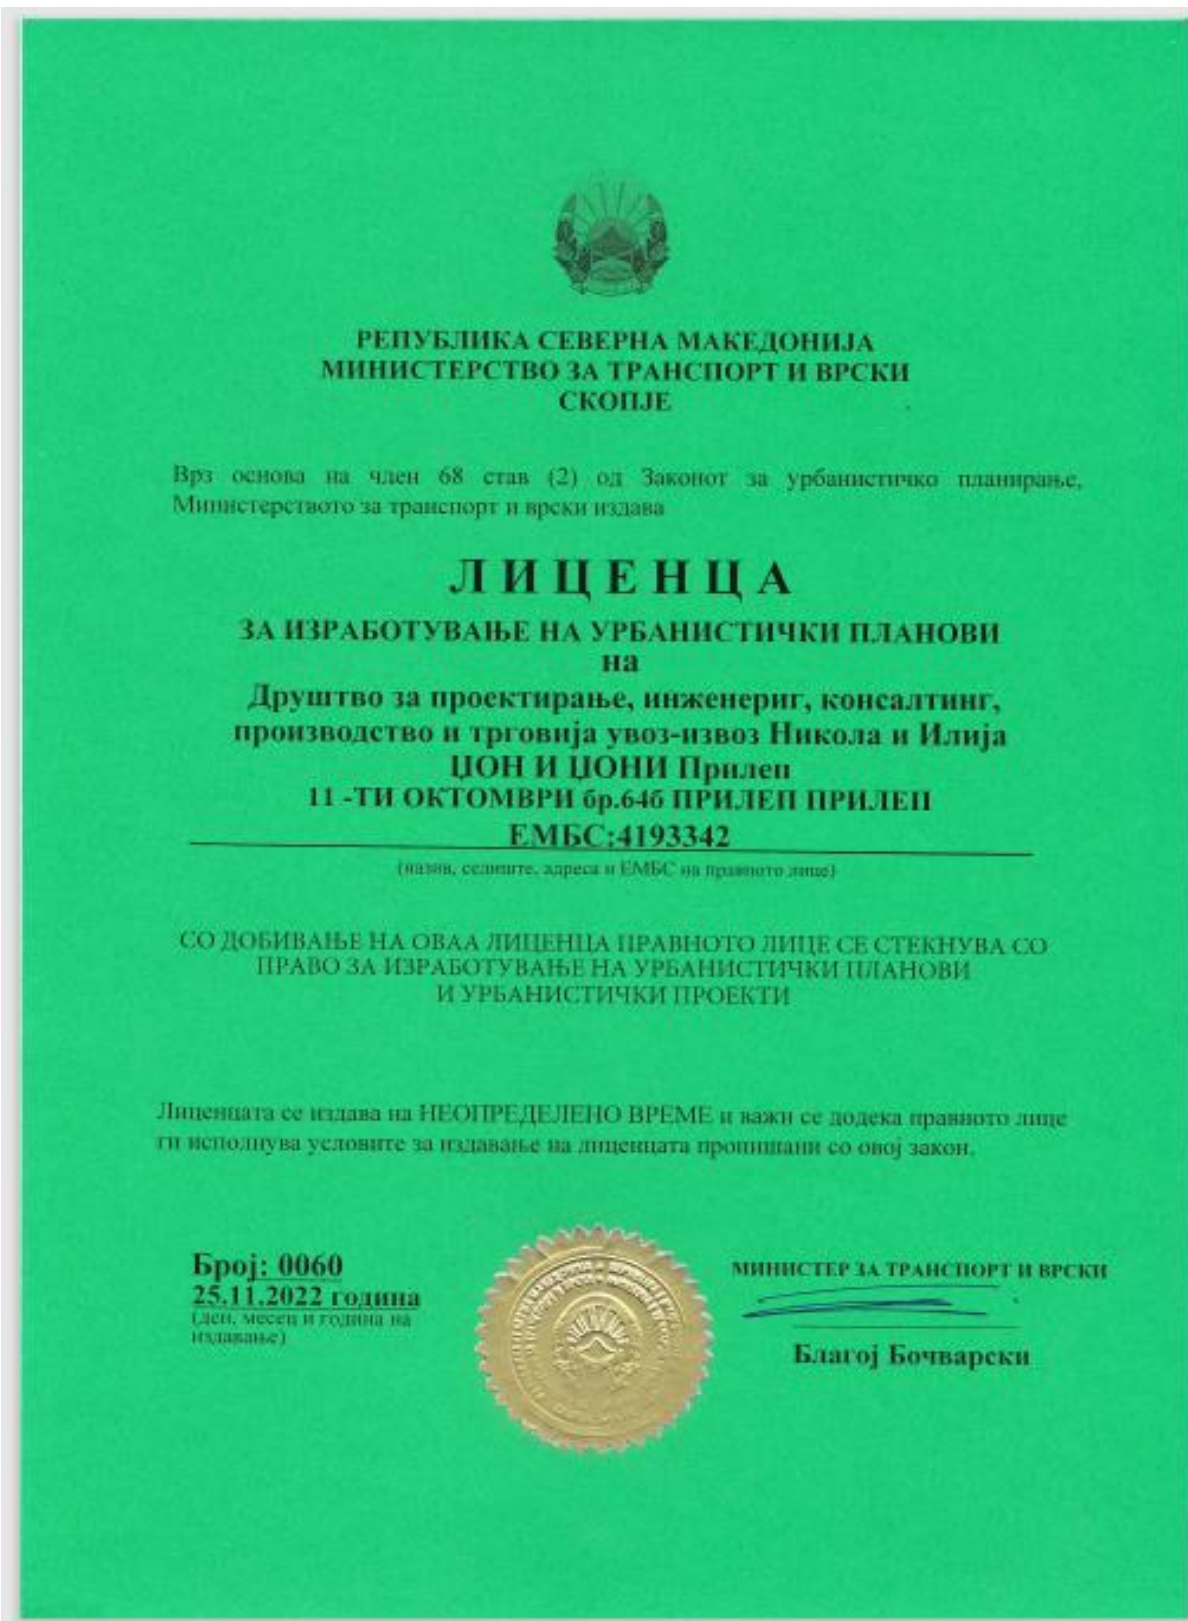 РЕПУБЛИКА СЕВЕРНА МАКЕДОНИЈА
МИНИСТЕРСТВО ЗА ТРАНСПОРТ И ВРСКИ
СКОПЈЕ
Врз основа на член 68 став (2) од Законот за урбанистичко планирање,
Министерството за транспорт и врски издава
ЛИЦЕНЦА
ЗА ИЗРАБОТУВАЊЕ НА УРБАНИСТИЧКИ ПЛАНОВИ
на
Друштво за проектирање, инженериг, консалтинг,
производство и трговија увоз-извоз Никола и Илија
ЏОН И ЏОНИ Прилеп
11 -ТИ ОКТОМВРИ бр.64б ПРИЛЕП ПРИЛЕП
ЕМБС:4193342
(назив, селиште, адреса и ЕМБС на правното лице)
СО ДОБИВАЊЕ НА ОВАА ЛИЦЕНЦА ПРАВНОТО ЛИЦЕ СЕ СТЕКНУВА СО
ПРАВО ЗА ИЗРАБОТУВАЊЕ НА УРБАНИСТИЧКИ ПЛАНОВИ
И УРБАНИСТИЧКИ ПРОЕКТИ
Лиценцата се издава на НЕОПРЕДЕЛЕНО ВРЕМЕ и важи се додека правното лице
ги исполнува условите за издавање на лиценцата пропишани со овој закон.
Број: 0060
25.11.2022 година
(ден, месец и година на
издавање)
МИНИСТЕР ЗА ТРАНСПОРТ И ВРСКИ
Благој Бочварски